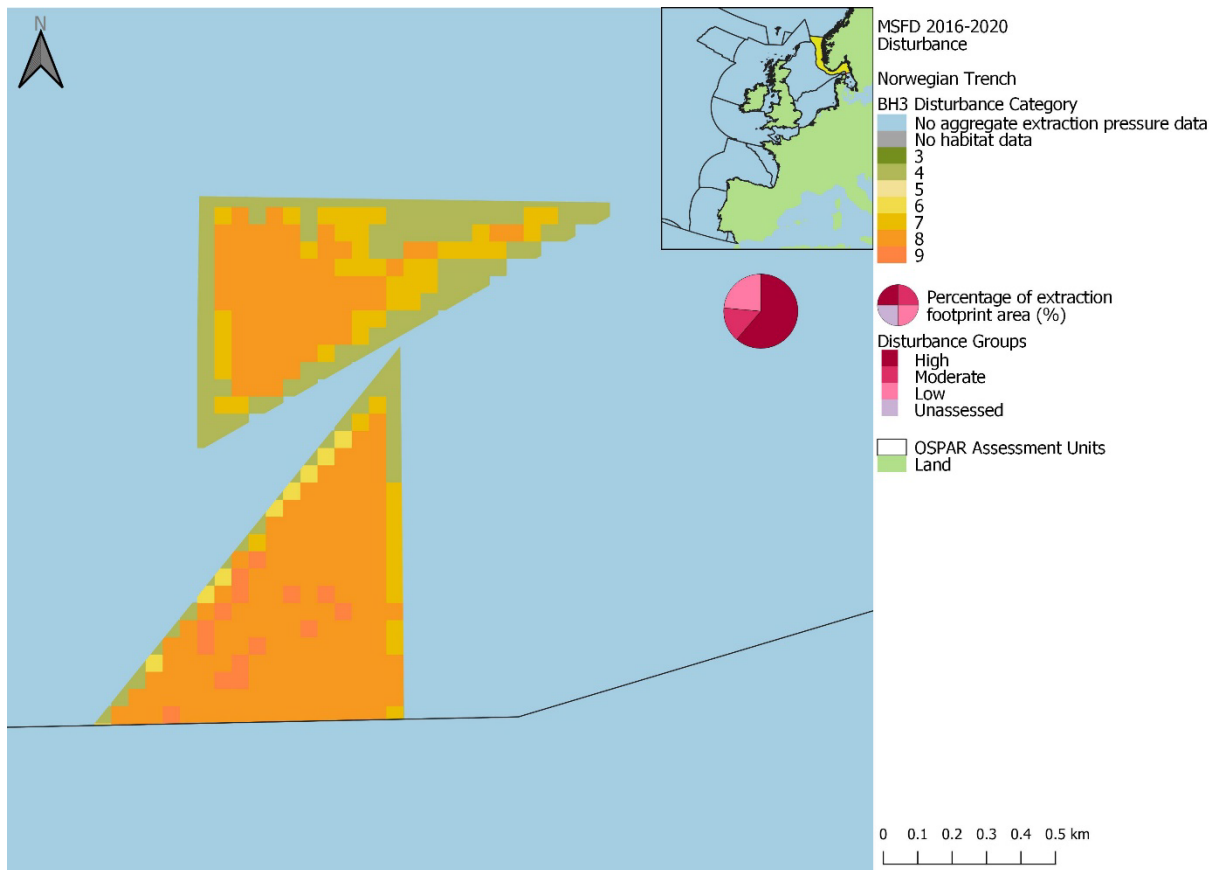 N
MSFD 2016-2020
Disturbance
Norwegian Trench
BH3 Disturbance Category
No aggregate extraction pressure data
No habitat data
3
4
5
6
7
8
9
Percentage of extraction
footprint area (%)
Disturbance Groups
High
Moderate
Low
Unassessed
OSPAR Assessment Units
Land
0 0.1 0.2 0.3 0.4 0.5 km